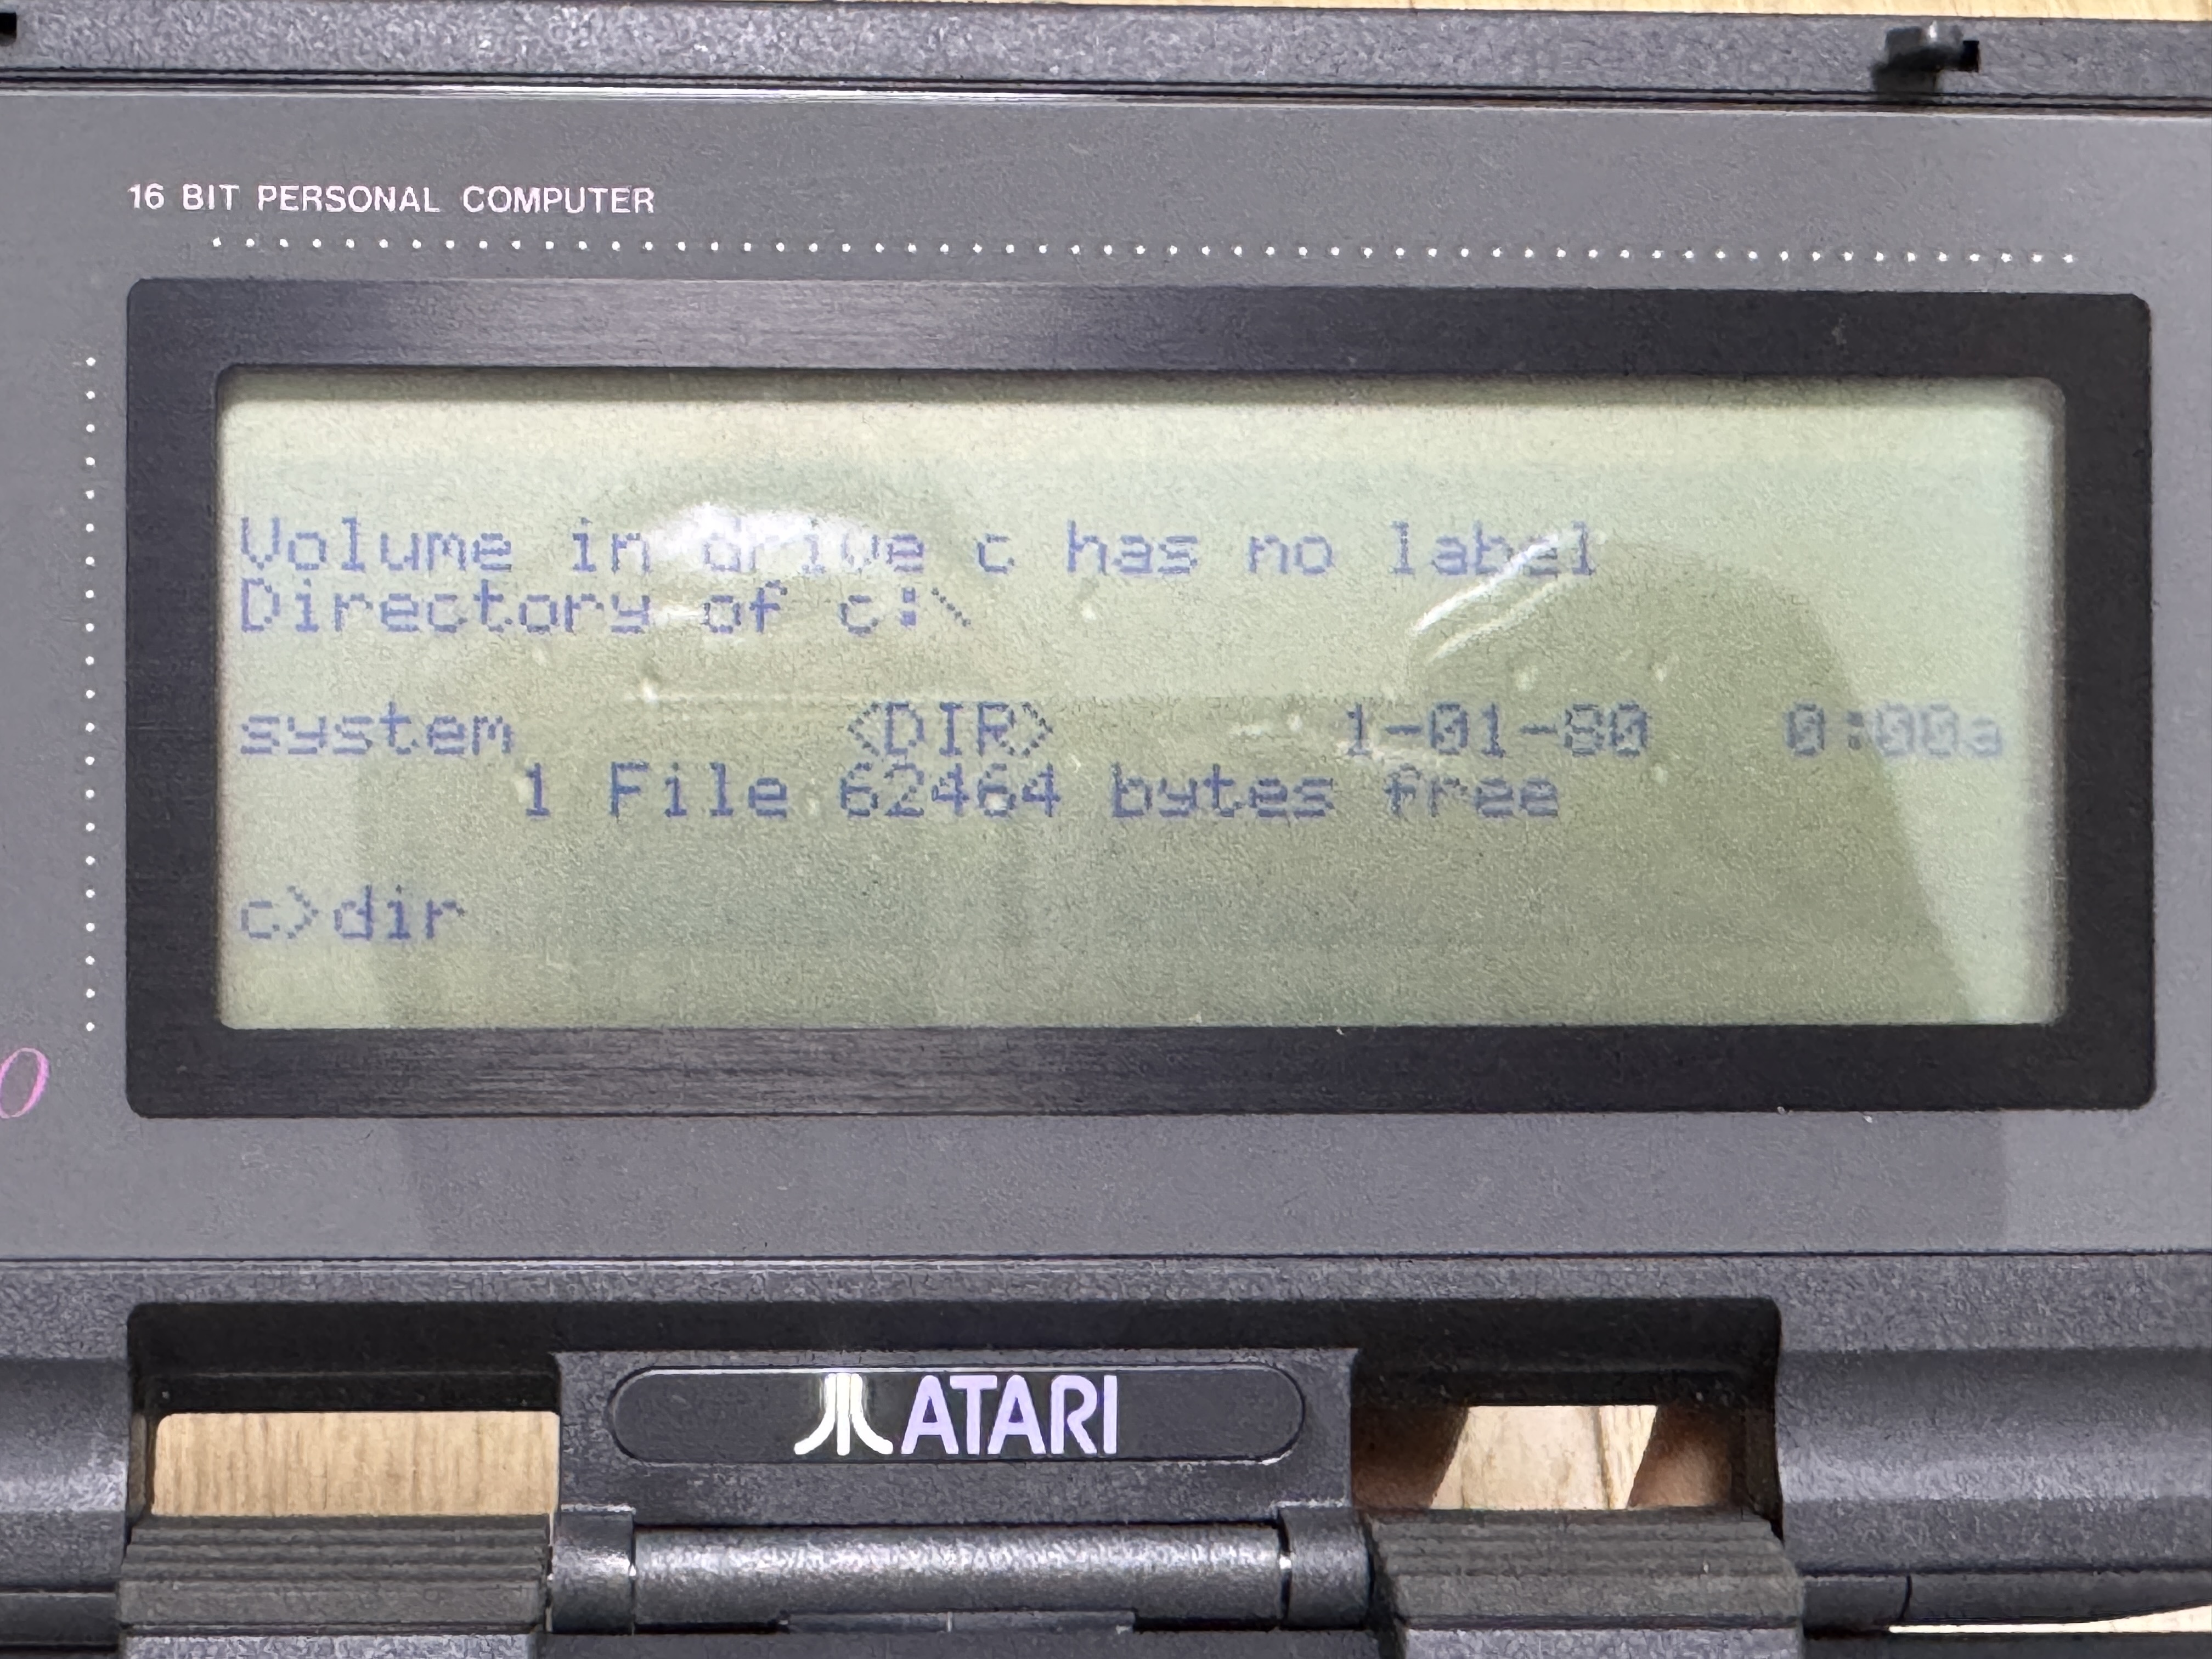 16 BIT PERSONAL COMPUTER
Volume in drive c has no label
Directory of c:\
system <DIR> 1-01-80 0:00a
1 File 62464 bytes free
c>dir
ATARI